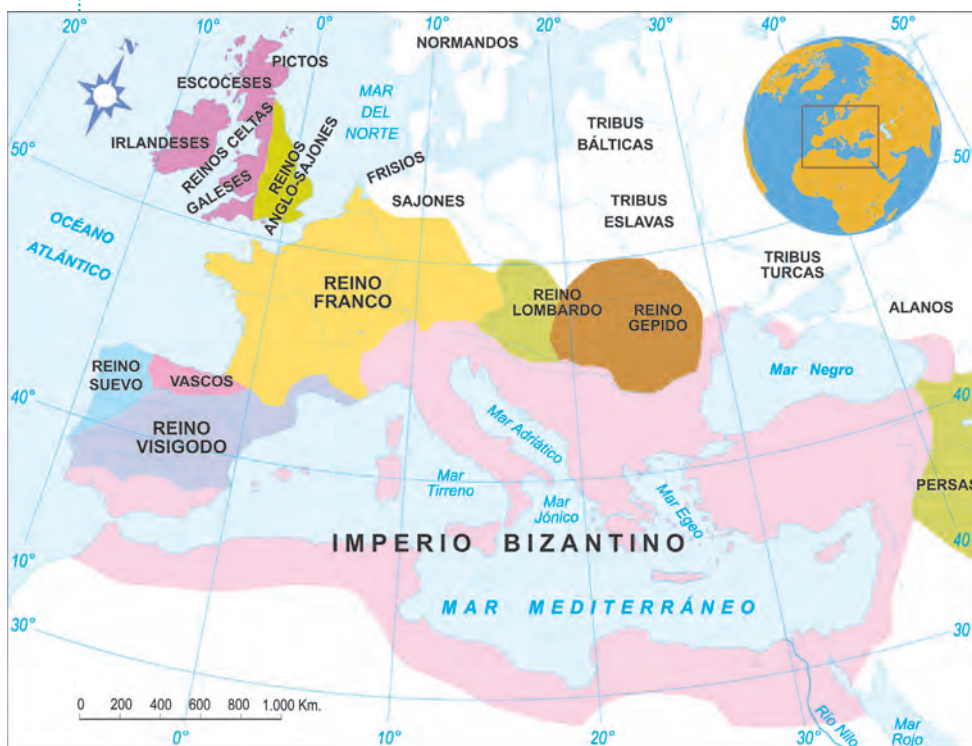 20°
10°
0°
10°
20°
30°
40°
50°
N
NORMANDOS
PICTOS
ESCOCESES
MAR
DEL
NORTE
TRIBUS
BÁLTICAS
IRLANDESES
REINOS CELTAS
GALESES
REINOS
ANGLO-SAJONES
FRISIOS
SAJONES
50°
50°
TRIBUS
ESLAVAS
OCÉANO
ATLÁNTICO
TRIBUS
TURCAS
REINO
FRANCO
REINO
LOMBARDO
REINO
GEPIDO
ALANOS
REINO
SUEVO
VASCOS
Mar Negro
40°
40°
REINO
VISIGODO
Mar Adriático
Mar
Tirreno
Mar
Jónico
Mar Egeo
PERSAS
IMPERIO BIZANTINO
40°
10°
MAR MEDITERRÁNEO
30°
30°
0 200 400 600 800 1.000 Km.
Río Nilo
Mar
Rojo
0°
10°
20°
30°